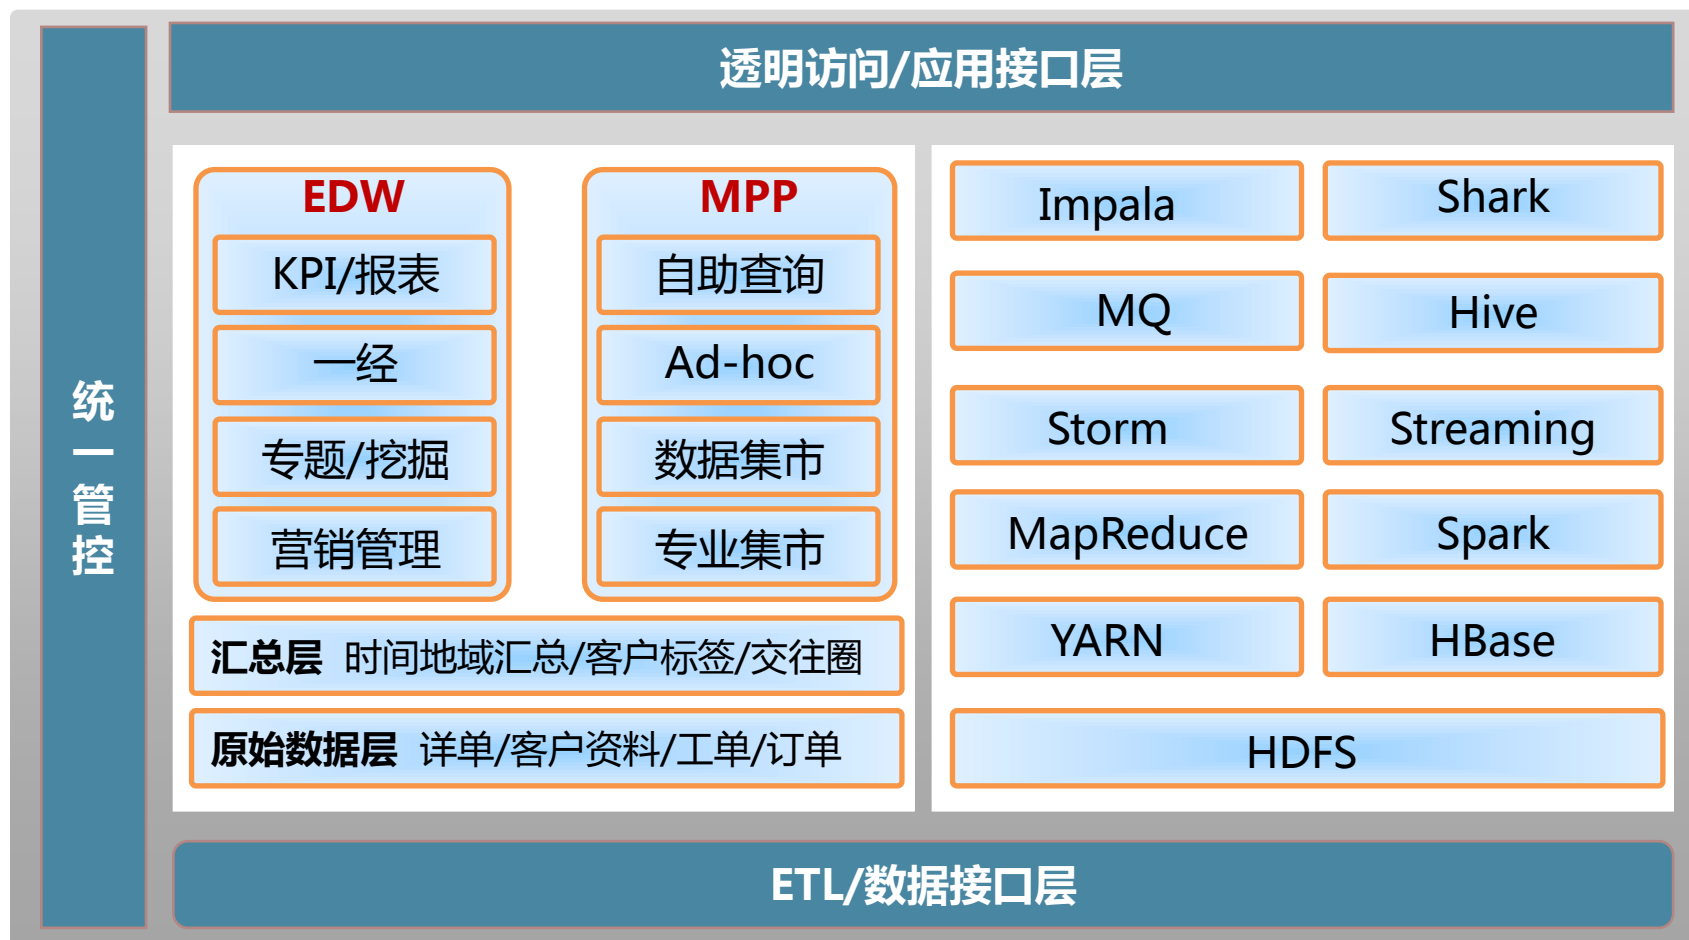 透明访问/应用接口层
统一管控
EDW
KPI/报表
一经
专题/挖掘
营销管理
MPP
自助查询
Ad-hoc
数据集市
专业集市
汇总层 时间地域汇总/客户标签/交往圈
原始数据层 详单/客户资料/工单/订单
Impala
Shark
MQ
Hive
Storm
Streaming
MapReduce
Spark
YARN
HBase
HDFS
ETL/数据接口层